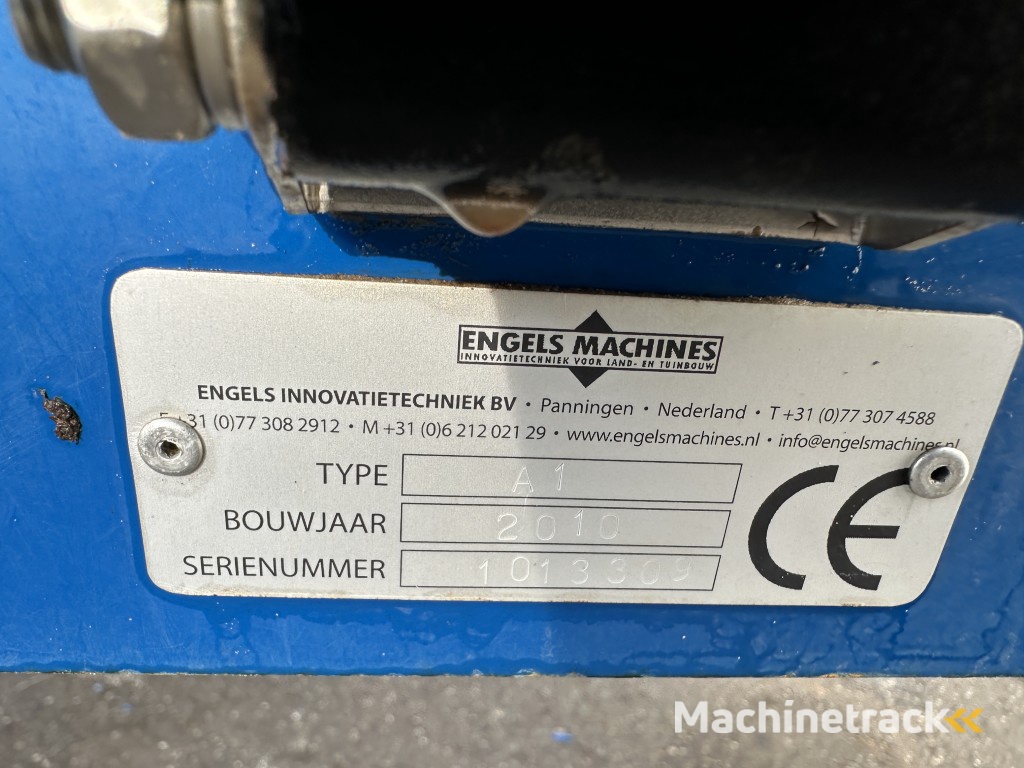 ENGELS MACHINES
INNOVATIETECHNIEK VOOR LAND- EN TUINBOUW
ENGELS INNOVATIETECHNIEK BV • Panningen • Nederland • T +31 (0)77 307 4588
F +31 (0)77 308 2912 • M +31 (0)6 212 021 29 • www.engelsmachines.nl • info@engelsmachines.nl
TYPE A1
BOUWJAAR 2010
SERIENUMMER 1013309
CE
Machinetrack